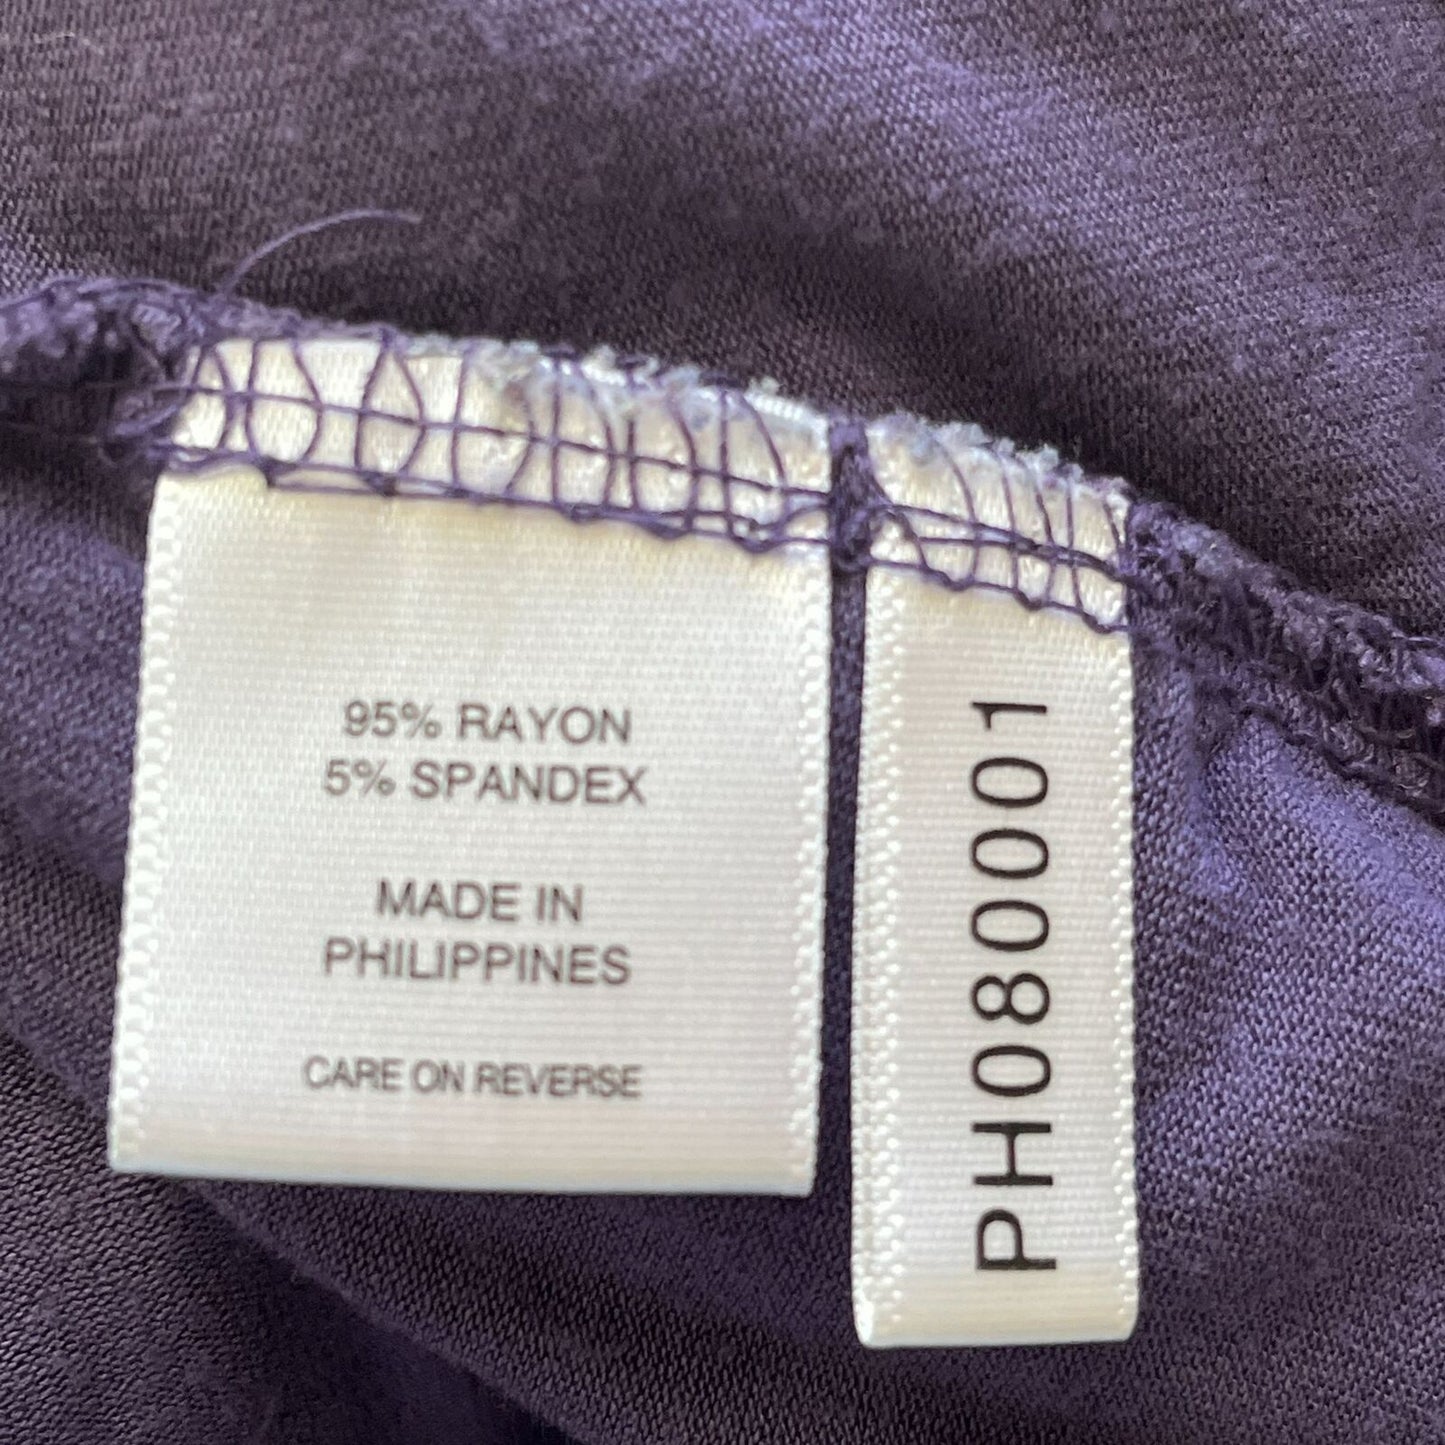 95% RAYON
5% SPANDEX
MADE IN
PHILIPPINES
CARE ON REVERSE
PH080001